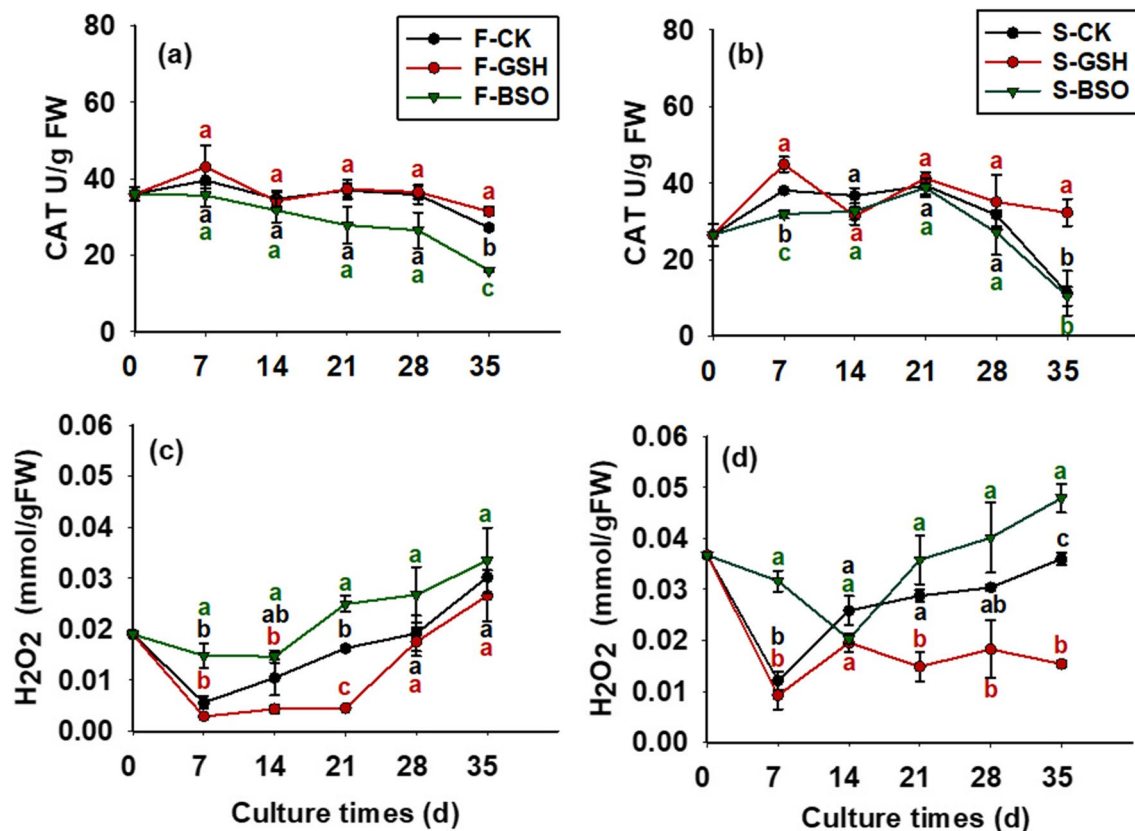 (a)
F-CK
F-GSH
F-BSO
CAT U/g FW
80
60
40
20
0
a a a a a
a a a a b
a a a a c
0 7 14 21 28 35
(b)
S-CK
S-GSH
S-BSO
CAT U/g FW
80
60
40
20
0
a a a a a
b a a a b
c a a a b
0 7 14 21 28 35
(c)
H2O2 (mmol/gFW)
0.06
0.05
0.04
0.03
0.02
0.01
0.00
a a a a a
b ab b a a
b b c a a
0 7 14 21 28 35
Culture times (d)
(d)
H2O2 (mmol/gFW)
0.06
0.05
0.04
0.03
0.02
0.01
0.00
a a a a a
b a a ab c
b a b b b
0 7 14 21 28 35
Culture times (d)